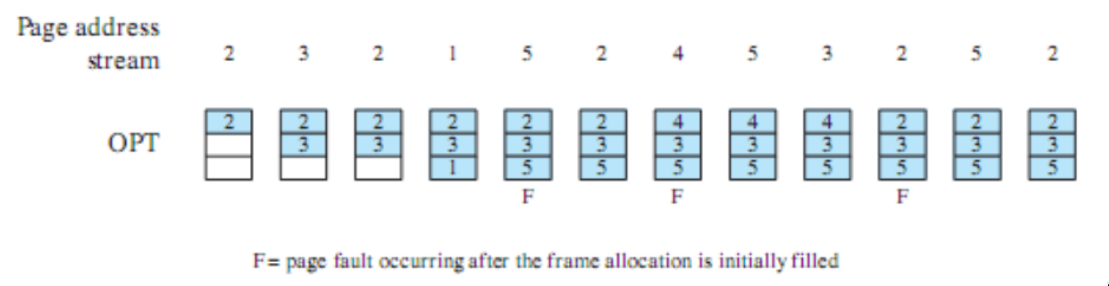 Page address
stream 2 3 2 1 5 2 4 5 3 2 5 2
OPT
2 2 2 2 2 2 4 4 4 2 2 2
3 3 3 3 3 3 3 3 3 3 3
1 5 5 5 5 5 5 5 5
F F F
F= page fault occurring after the frame allocation is initially filled